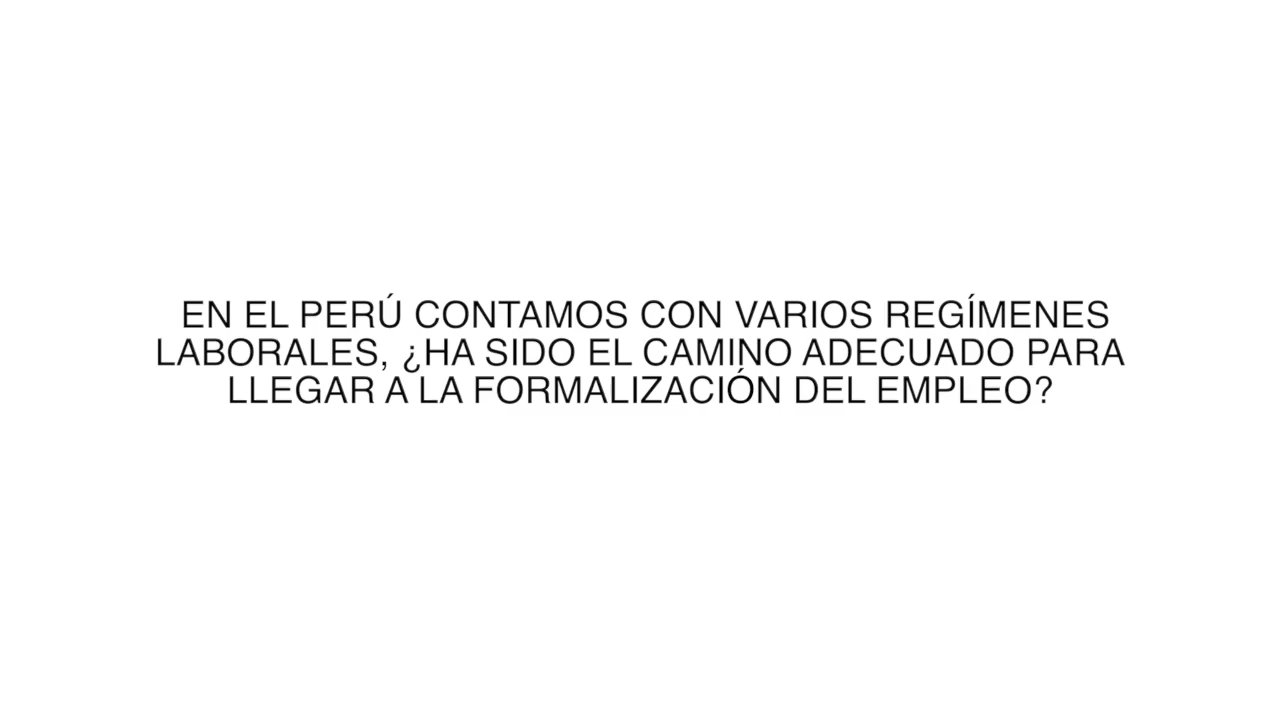 EN EL PERÚ CONTAMOS CON VARIOS REGÍMENES
LABORALES, ¿HA SIDO EL CAMINO ADECUADO PARA
LLEGAR A LA FORMALIZACIÓN DEL EMPLEO?